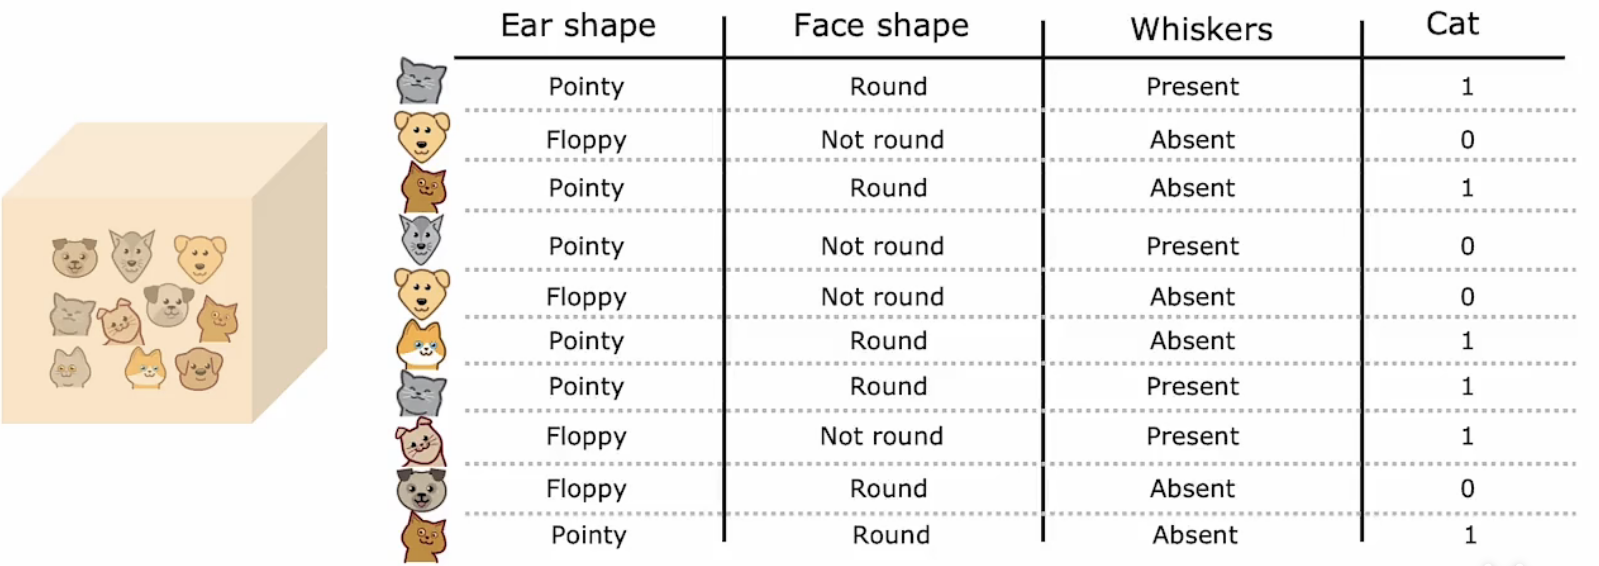 Ear shape Face shape Whiskers Cat
Pointy Round Present 1
Floppy Not round Absent 0
Pointy Round Absent 1
Pointy Not round Present 0
Floppy Not round Absent 0
Pointy Round Absent 1
Pointy Round Present 1
Floppy Not round Present 1
Floppy Round Absent 0
Pointy Round Absent 1